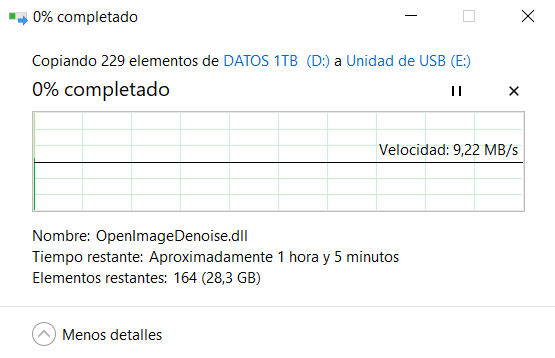 0% completado
Copiando 229 elementos de DATOS 1TB (D:) a Unidad de USB (E:)
0% completado
Velocidad: 9,22 MB/s
Nombre: OpenImageDenoise.dll
Tiempo restante: Aproximadamente 1 hora y 5 minutos
Elementos restantes: 164 (28,3 GB)
Menos detalles